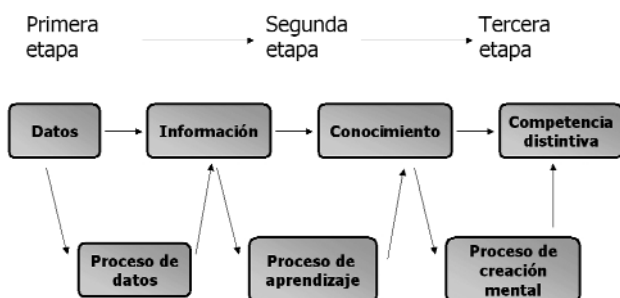 Primera
etapa
Segunda
etapa
Tercera
etapa
Datos
Información
Conocimiento
Competencia
distintiva
Proceso de
datos
Proceso de
aprendizaje
Proceso de
creación
mental